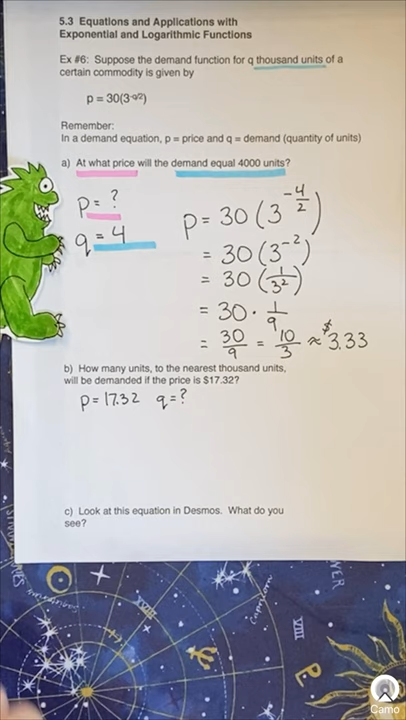 5.3 Equations and Applications with
Exponential and Logarithmic Functions
Ex #6: Suppose the demand function for q thousand units of a
certain commodity is given by
p = 30(3^-q/2)
Remember:
In a demand equation, p = price and q = demand (quantity of units)
a) At what price will the demand equal 4000 units?
p = ?
q = 4
p = 30(3^-4/2)
= 30(3^-2)
= 30(1/3^2)
= 30 · 1/9
= 30/9 = 10/3 ≈ $3.33
b) How many units, to the nearest thousand units,
will be demanded if the price is $17.32?
p = 17.32 q = ?
c) Look at this equation in Desmos. What do you
see?
XVIII
Capricorni
VIII
Camo